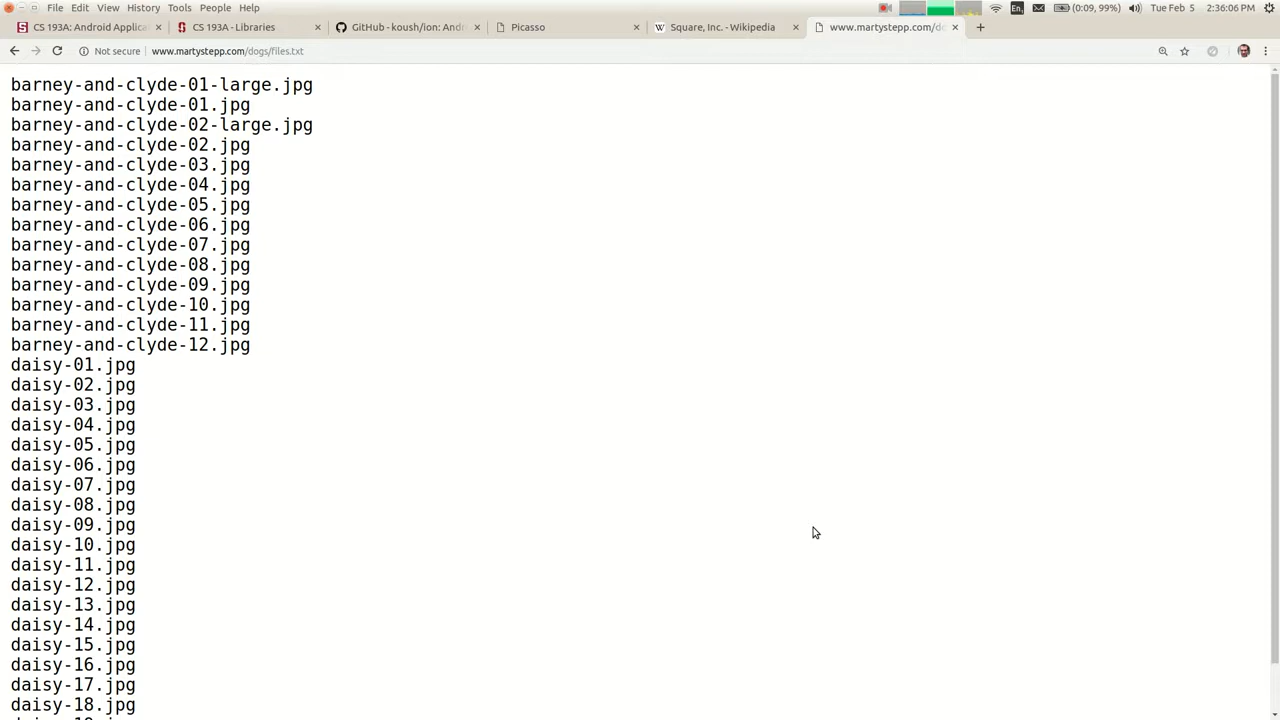 File Edit View History Tools People Help
En (0:09, 99%) Tue Feb 5 2:36:06 PM
CS 193A: Android Applica
CS 193A Libraries
GitHub - koush/ion: Andr
Picasso
Square, Inc. - Wikipedia
www.martystepp.com/do
Not secure www.martystepp.com/dogs/files.txt
barney-and-clyde-01-large.jpg
barney-and-clyde-01.jpg
barney-and-clyde-02-large.jpg
barney-and-clyde-02.jpg
barney-and-clyde-03.jpg
barney-and-clyde-04.jpg
barney-and-clyde-05.jpg
barney-and-clyde-06.jpg
barney-and-clyde-07.jpg
barney-and-clyde-08.jpg
barney-and-clyde-09.jpg
barney-and-clyde-10.jpg
barney-and-clyde-11.jpg
barney-and-clyde-12.jpg
daisy-01.jpg
daisy-02.jpg
daisy-03.jpg
daisy-04.jpg
daisy-05.jpg
daisy-06.jpg
daisy-07.jpg
daisy-08.jpg
daisy-09.jpg
daisy-10.jpg
daisy-11.jpg
daisy-12.jpg
daisy-13.jpg
daisy-14.jpg
daisy-15.jpg
daisy-16.jpg
daisy-17.jpg
daisy-18.jpg